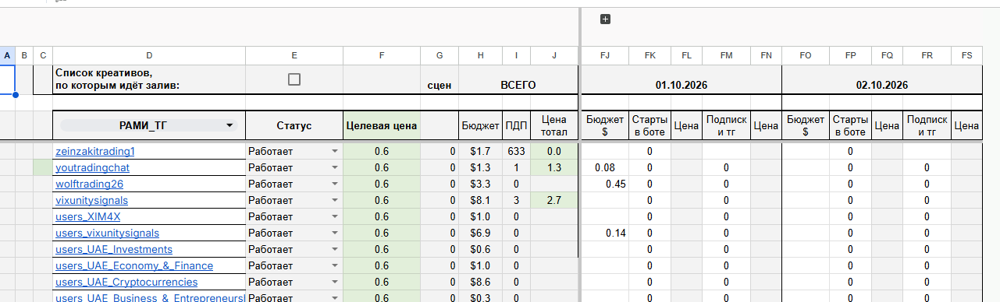 A B C D E F G H I J FJ FK FL FM FN FO FP FQ FR FS
Список креативов,
по которым идёт залив:
сцен ВСЕГО 01.10.2026 02.10.2026
РАМИ_ТГ Статус Целевая цена Бюджет ПДП Цена тотал Бюджет $ Старты в боте Цена Подписки тг Цена Бюджет $ Старты в боте Цена Подписки тг Цена
zeinzakitrading1 Работает 0.6 0 $1.7 633 0.0 0 0
youtradingchat Работает 0.6 0 $1.3 1 1.3 0.08 0 0 0 0
wolftrading26 Работает 0.6 0 $3.3 0 0.45 0 0 0 0
vixunitysignals Работает 0.6 0 $8.1 3 2.7 0 0 0 0
users_XIM4X Работает 0.6 0 $1.0 0 0 0 0 0
users_vixunitysignals Работает 0.6 0 $6.9 0 0.14 0 0 0 0
users_UAE_Investments Работает 0.6 0 $0.6 0 0 0 0 0
users_UAE_Economy_&_Finance Работает 0.6 0 $1.0 0 0 0 0 0
users_UAE_Cryptocurrencies Работает 0.6 0 $8.6 0 0 0 0 0
users_UAE_Business_&_Entrepreneurs Работает 0.6 0 $0.3 0 0 0 0 0